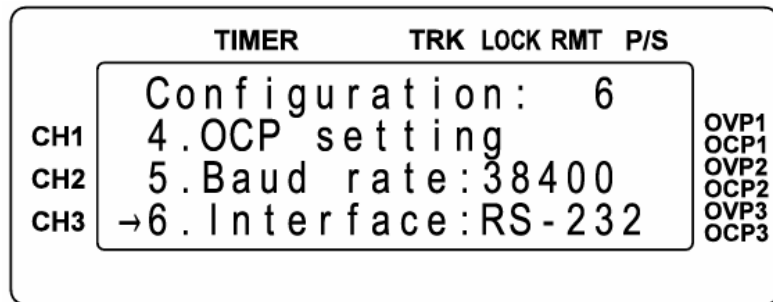 TIMER TRK LOCK RMT P/S
Configuration: 6
CH1 4.OCP setting OVP1 OCP1
CH2 5.Baud rate:38400 OVP2 OCP2
CH3 →6.Interface:RS-232 OVP3 OCP3